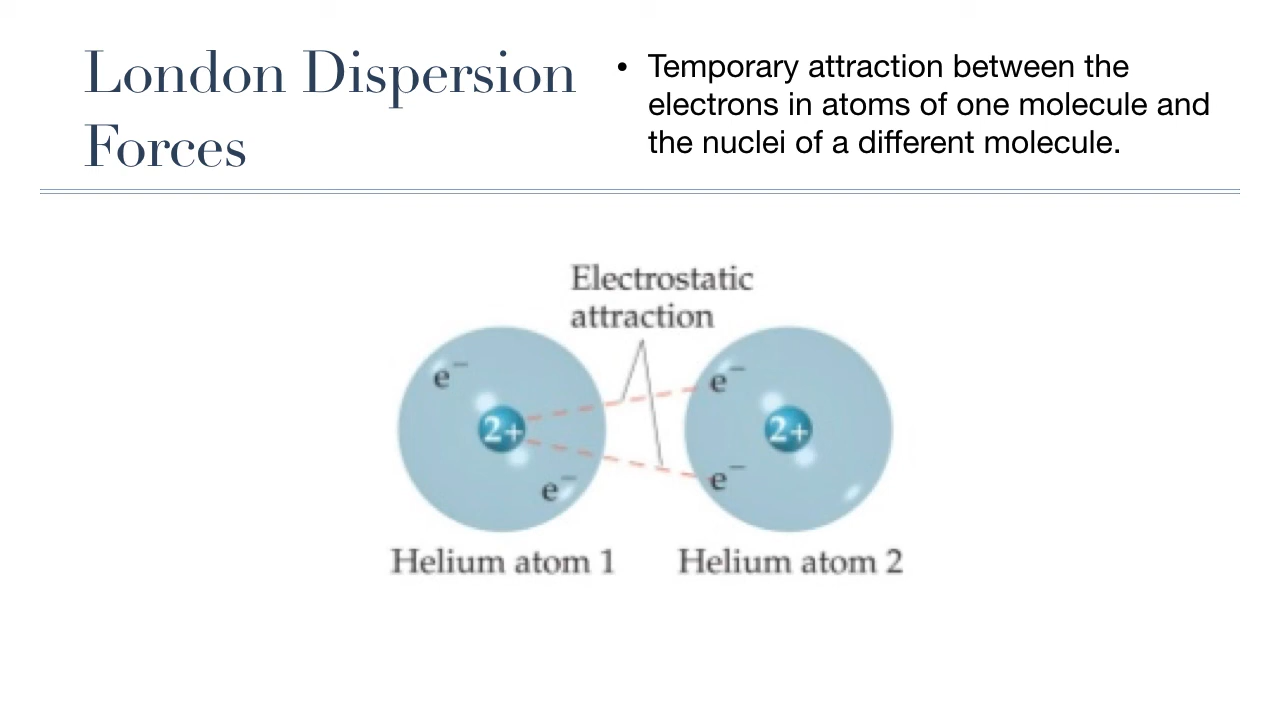 London Dispersion
Forces
• Temporary attraction between the
electrons in atoms of one molecule and
the nuclei of a different molecule.
Electrostatic
attraction
e⁻
2+
e⁻
e⁻
2+
e⁻
Helium atom 1
Helium atom 2